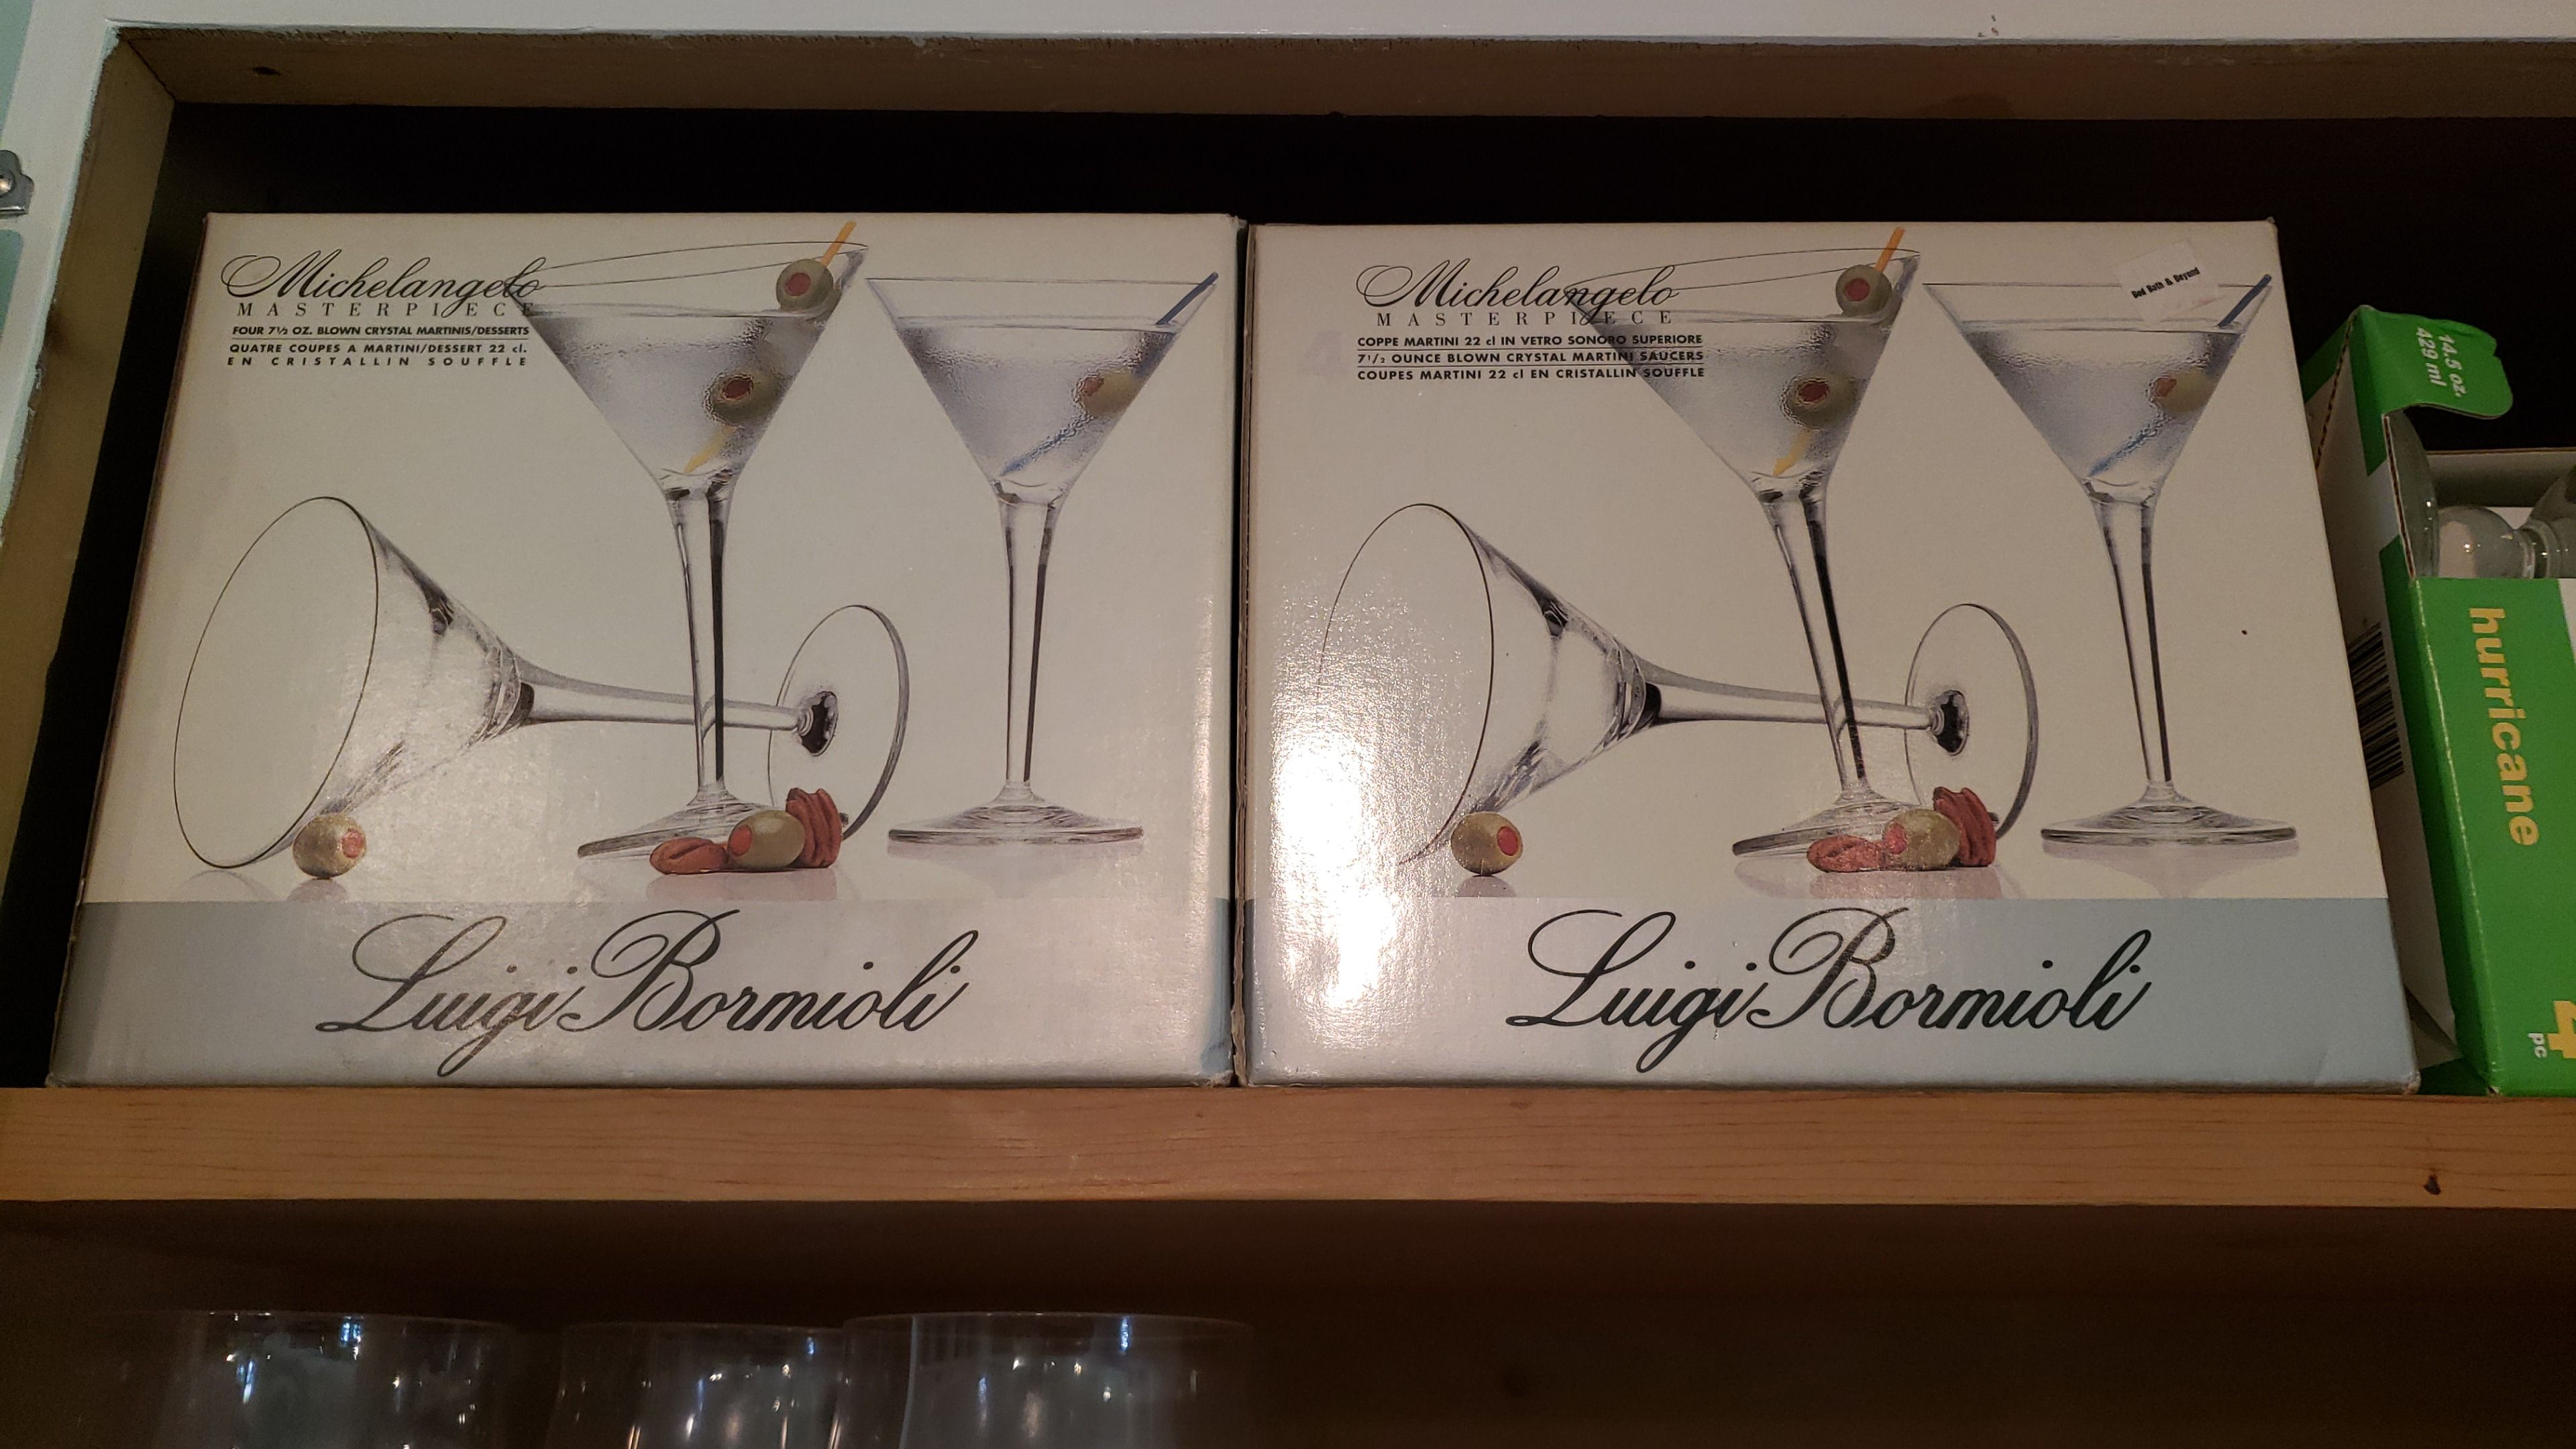 Michelangelo
MASTERPIECE
FOUR 7½ OZ. BLOWN CRYSTAL MARTINIS/DESSERTS
QUATRE COUPES A MARTINI/DESSERT 22 cl.
EN CRISTALLIN SOUFFLE
Luigi Bormioli
Michelangelo
MASTERPIECE
COPPE MARTINI 22 cl IN VETRO SONORO SUPERIORE
7½ OUNCE BLOWN CRYSTAL MARTINI SAUCERS
COUPES MARTINI 22 cl EN CRISTALLIN SOUFFLE
Bed Bath & Beyond
Luigi Bormioli
14.5 oz.
429 ml
hurricane
4
pc